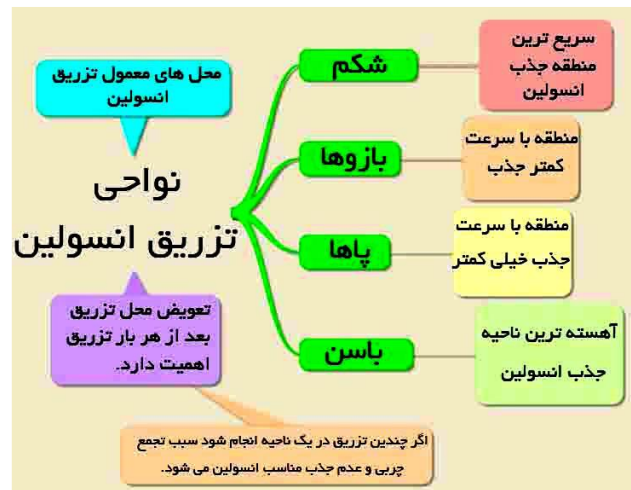 محل های معمول تزریق
انسولین
نواحی
تزریق انسولین
شکم
سریع ترین
منطقه جذب
انسولین
بازوها
منطقه با سرعت
کمتر جذب
پاها
منطقه با سرعت
جذب خیلی کمتر
باسن
آهسته ترین ناحیه
جذب انسولین
تعویض محل تزریق
بعد از هر بار تزریق
اهمیت دارد.
اگر چندین تزریق در یک ناحیه انجام شود سبب تجمع
چربی و عدم جذب مناسب انسولین می شود.